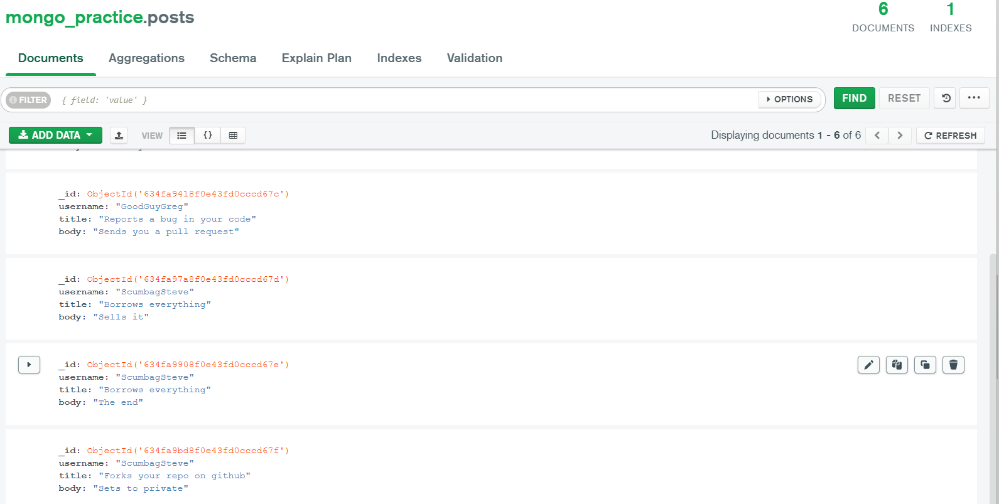 mongo_practice.posts
6
DOCUMENTS
1
INDEXES
Documents
Aggregations
Schema
Explain Plan
Indexes
Validation
FILTER
{ field: 'value' }
OPTIONS
FIND
RESET
ADD DATA
VIEW
{}
Displaying documents 1 - 6 of 6
REFRESH
_id: ObjectId('634fa9418f0e43fd0cccd67c')
username: "GoodGuyGreg"
title: "Reports a bug in your code"
body: "Sends you a pull request"
_id: ObjectId('634fa97a8f0e43fd0cccd67d')
username: "ScumbagSteve"
title: "Borrows everything"
body: "Sells it"
_id: ObjectId('634fa9908f0e43fd0cccd67e')
username: "ScumbagSteve"
title: "Borrows everything"
body: "The end"
_id: ObjectId('634fa9bd8f0e43fd0cccd67f')
username: "ScumbagSteve"
title: "Forks your repo on github"
body: "Sets to private"